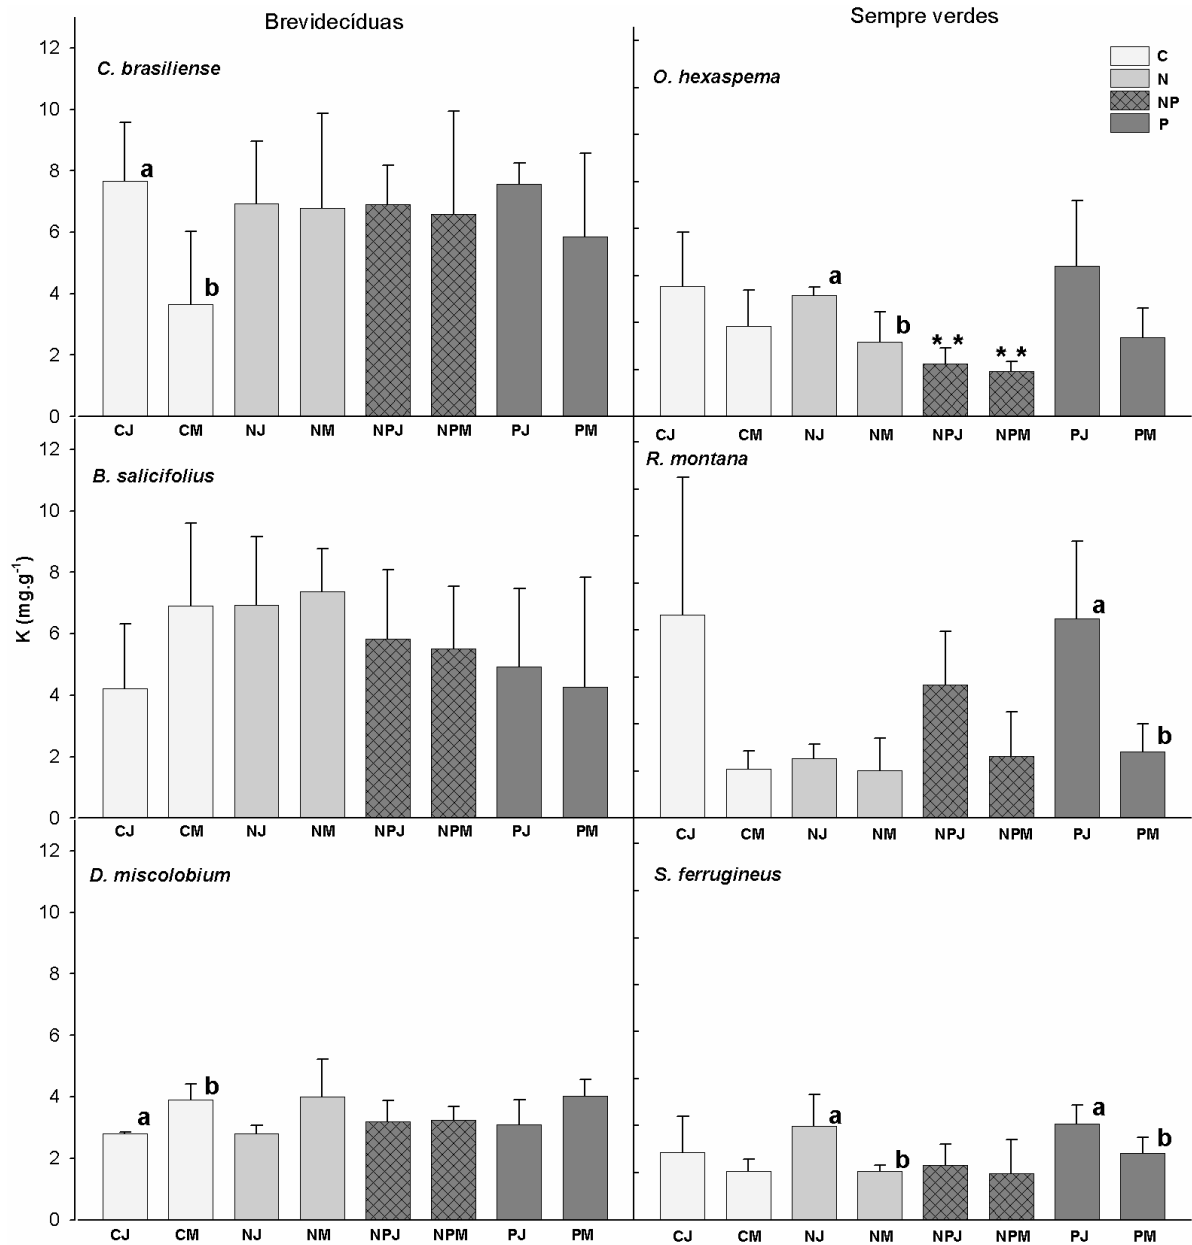 Brevidecíduas
Sempre verdes
C
N
NP
P
K (mg.g-1)
C. brasiliense
12
10
8
6
4
2
0
a
b
CJ CM NJ NM NPJ NPM PJ PM
O. hexaspema
a
b
** **
CJ CM NJ NM NPJ NPM PJ PM
B. salicifolius
12
10
8
6
4
2
0
CJ CM NJ NM NPJ NPM PJ PM
R. montana
a
b
CJ CM NJ NM NPJ NPM PJ PM
D. miscolobium
12
10
8
6
4
2
0
a
b
CJ CM NJ NM NPJ NPM PJ PM
S. ferrugineus
a
b
a
b
CJ CM NJ NM NPJ NPM PJ PM